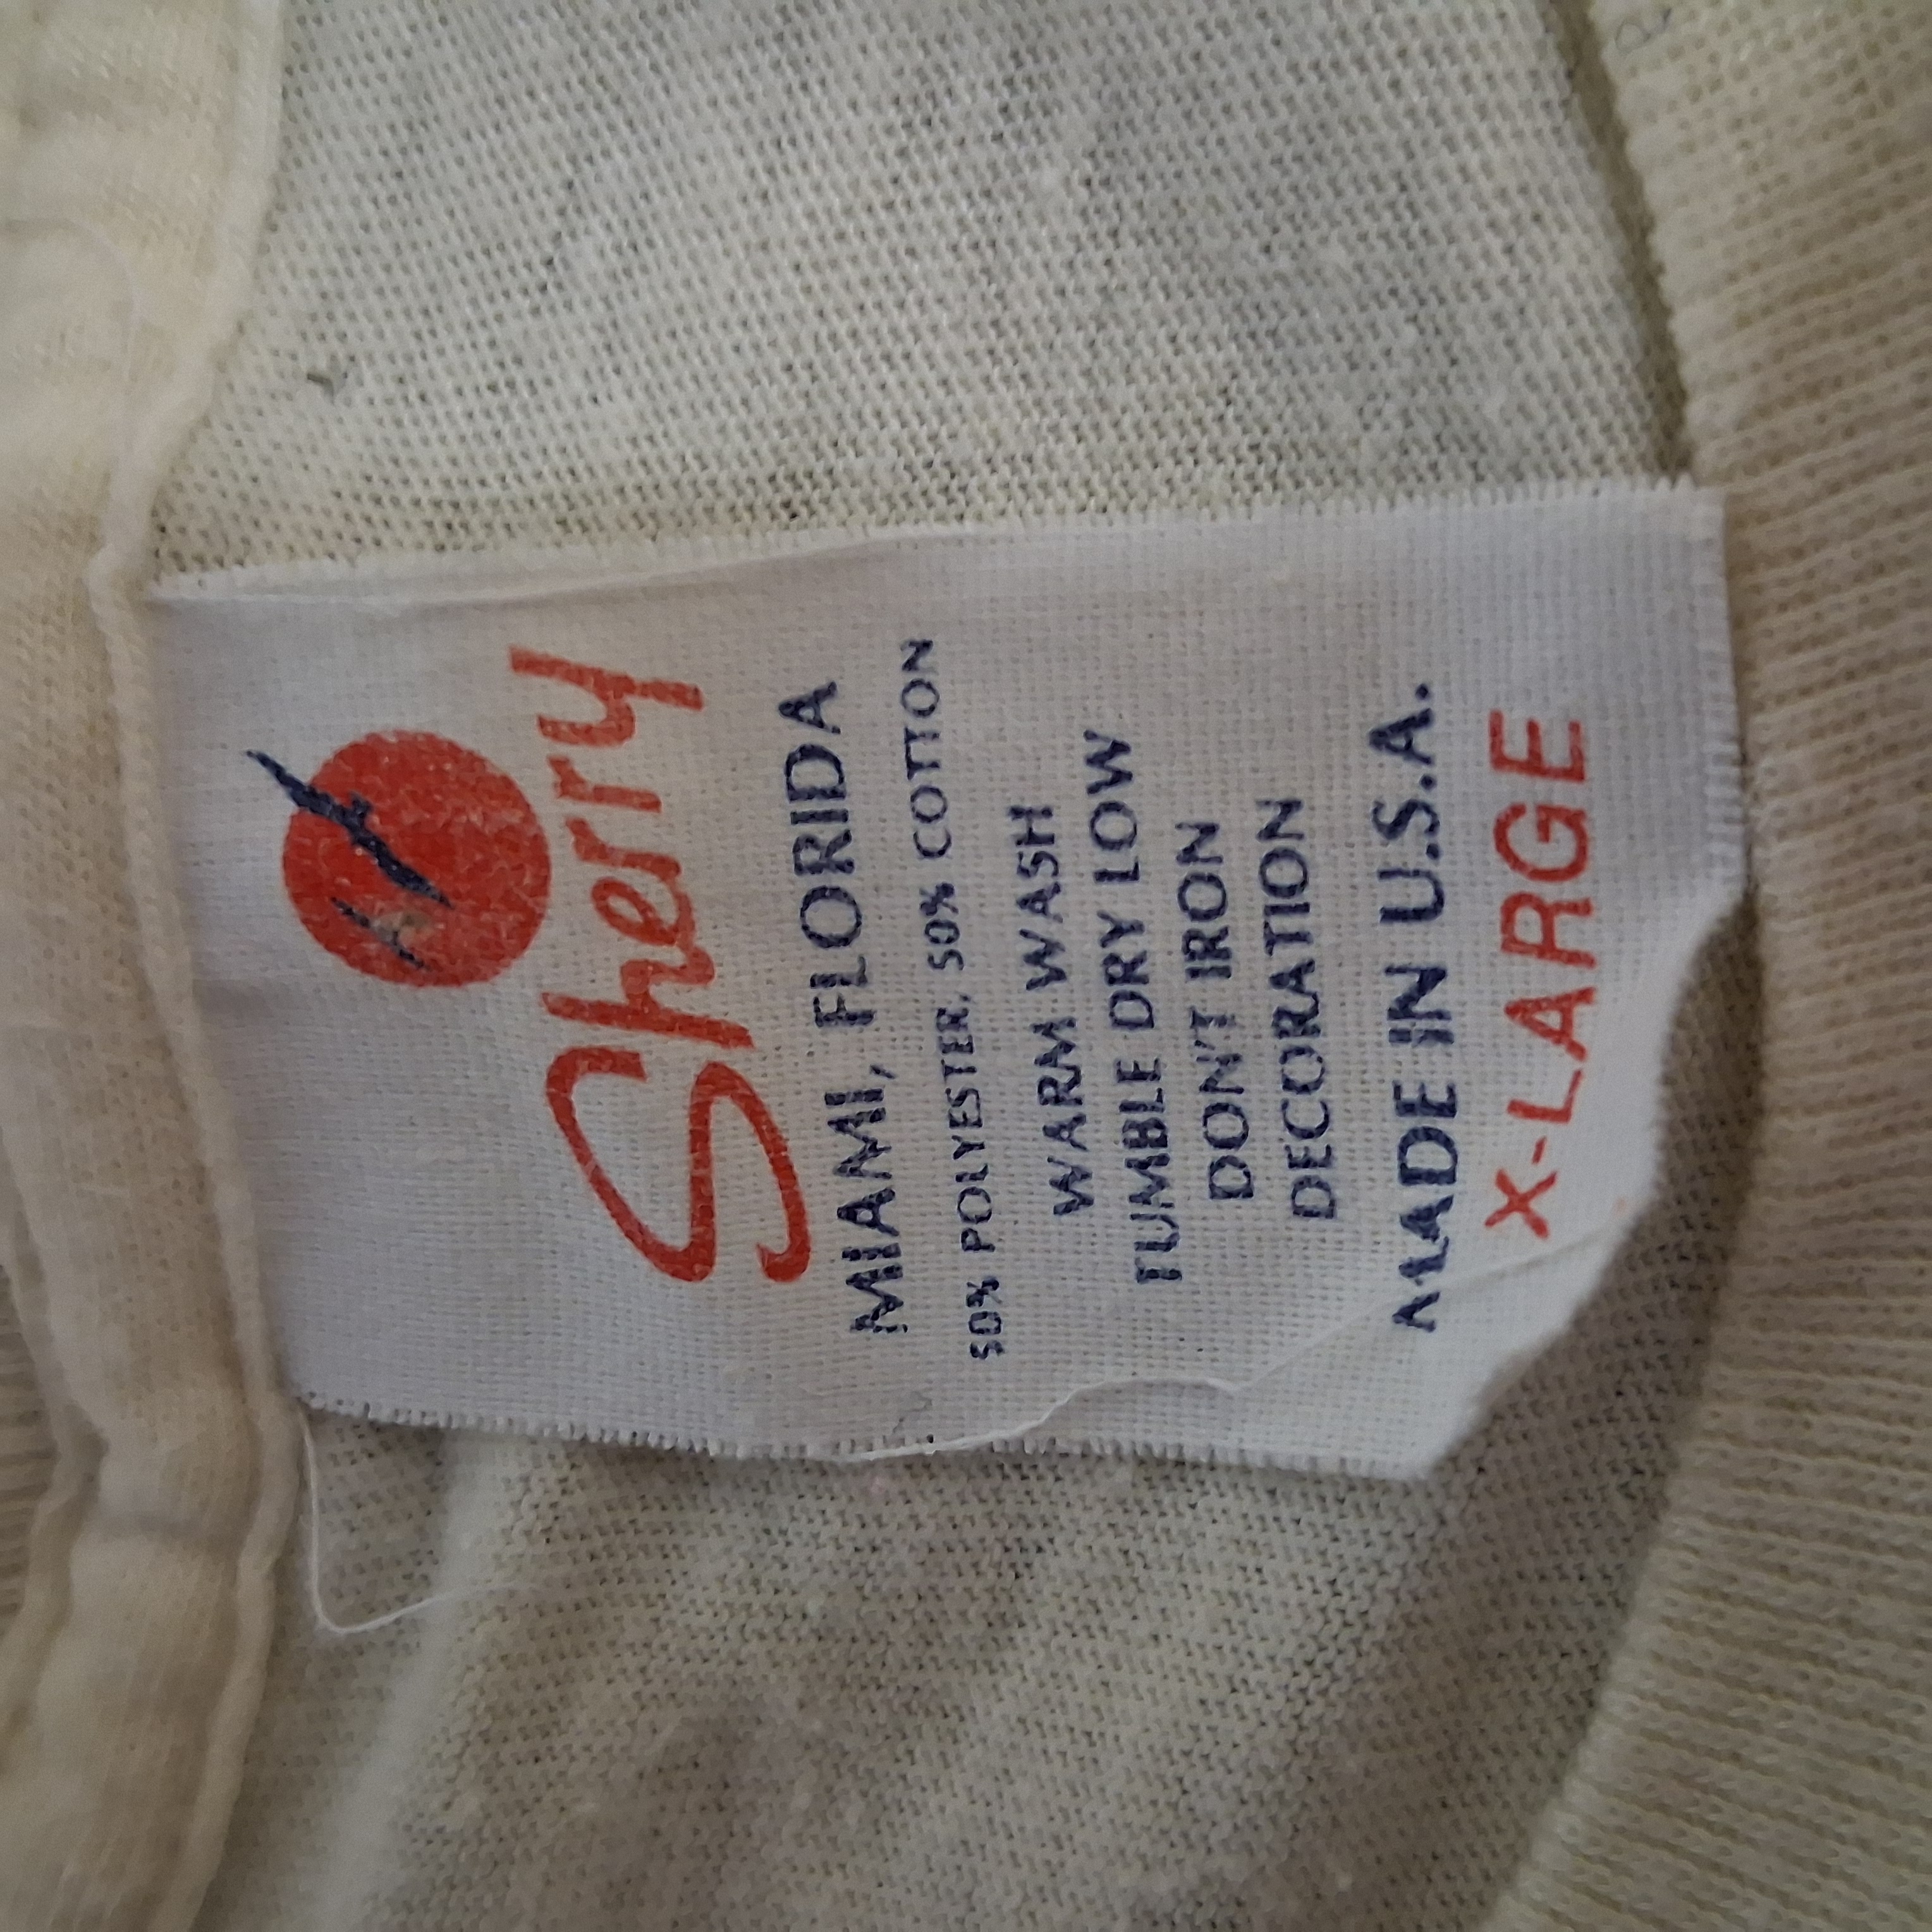 Sherry
MIAMI, FLORIDA
50% POLYESTER, 50% COTTON
WARM WASH
TUMBLE DRY LOW
DON'T IRON
DECORATION
MADE IN U.S.A.
X-LARGE